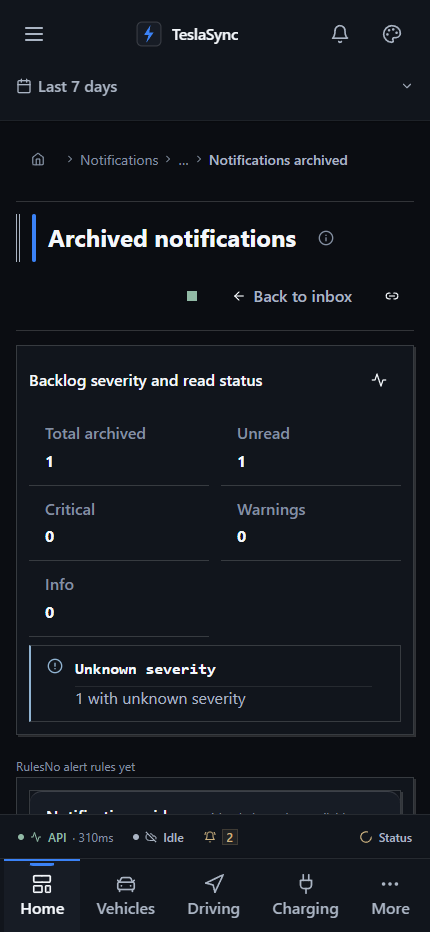 TeslaSync
Last 7 days
Notifications > ... > Notifications archived
Archived notifications
Back to inbox
Backlog severity and read status
Total archived Unread
1 1
Critical Warnings
0 0
Info
0
Unknown severity
1 with unknown severity
RulesNo alert rules yet
API · 310ms Idle 2 Status
Home Vehicles Driving Charging More